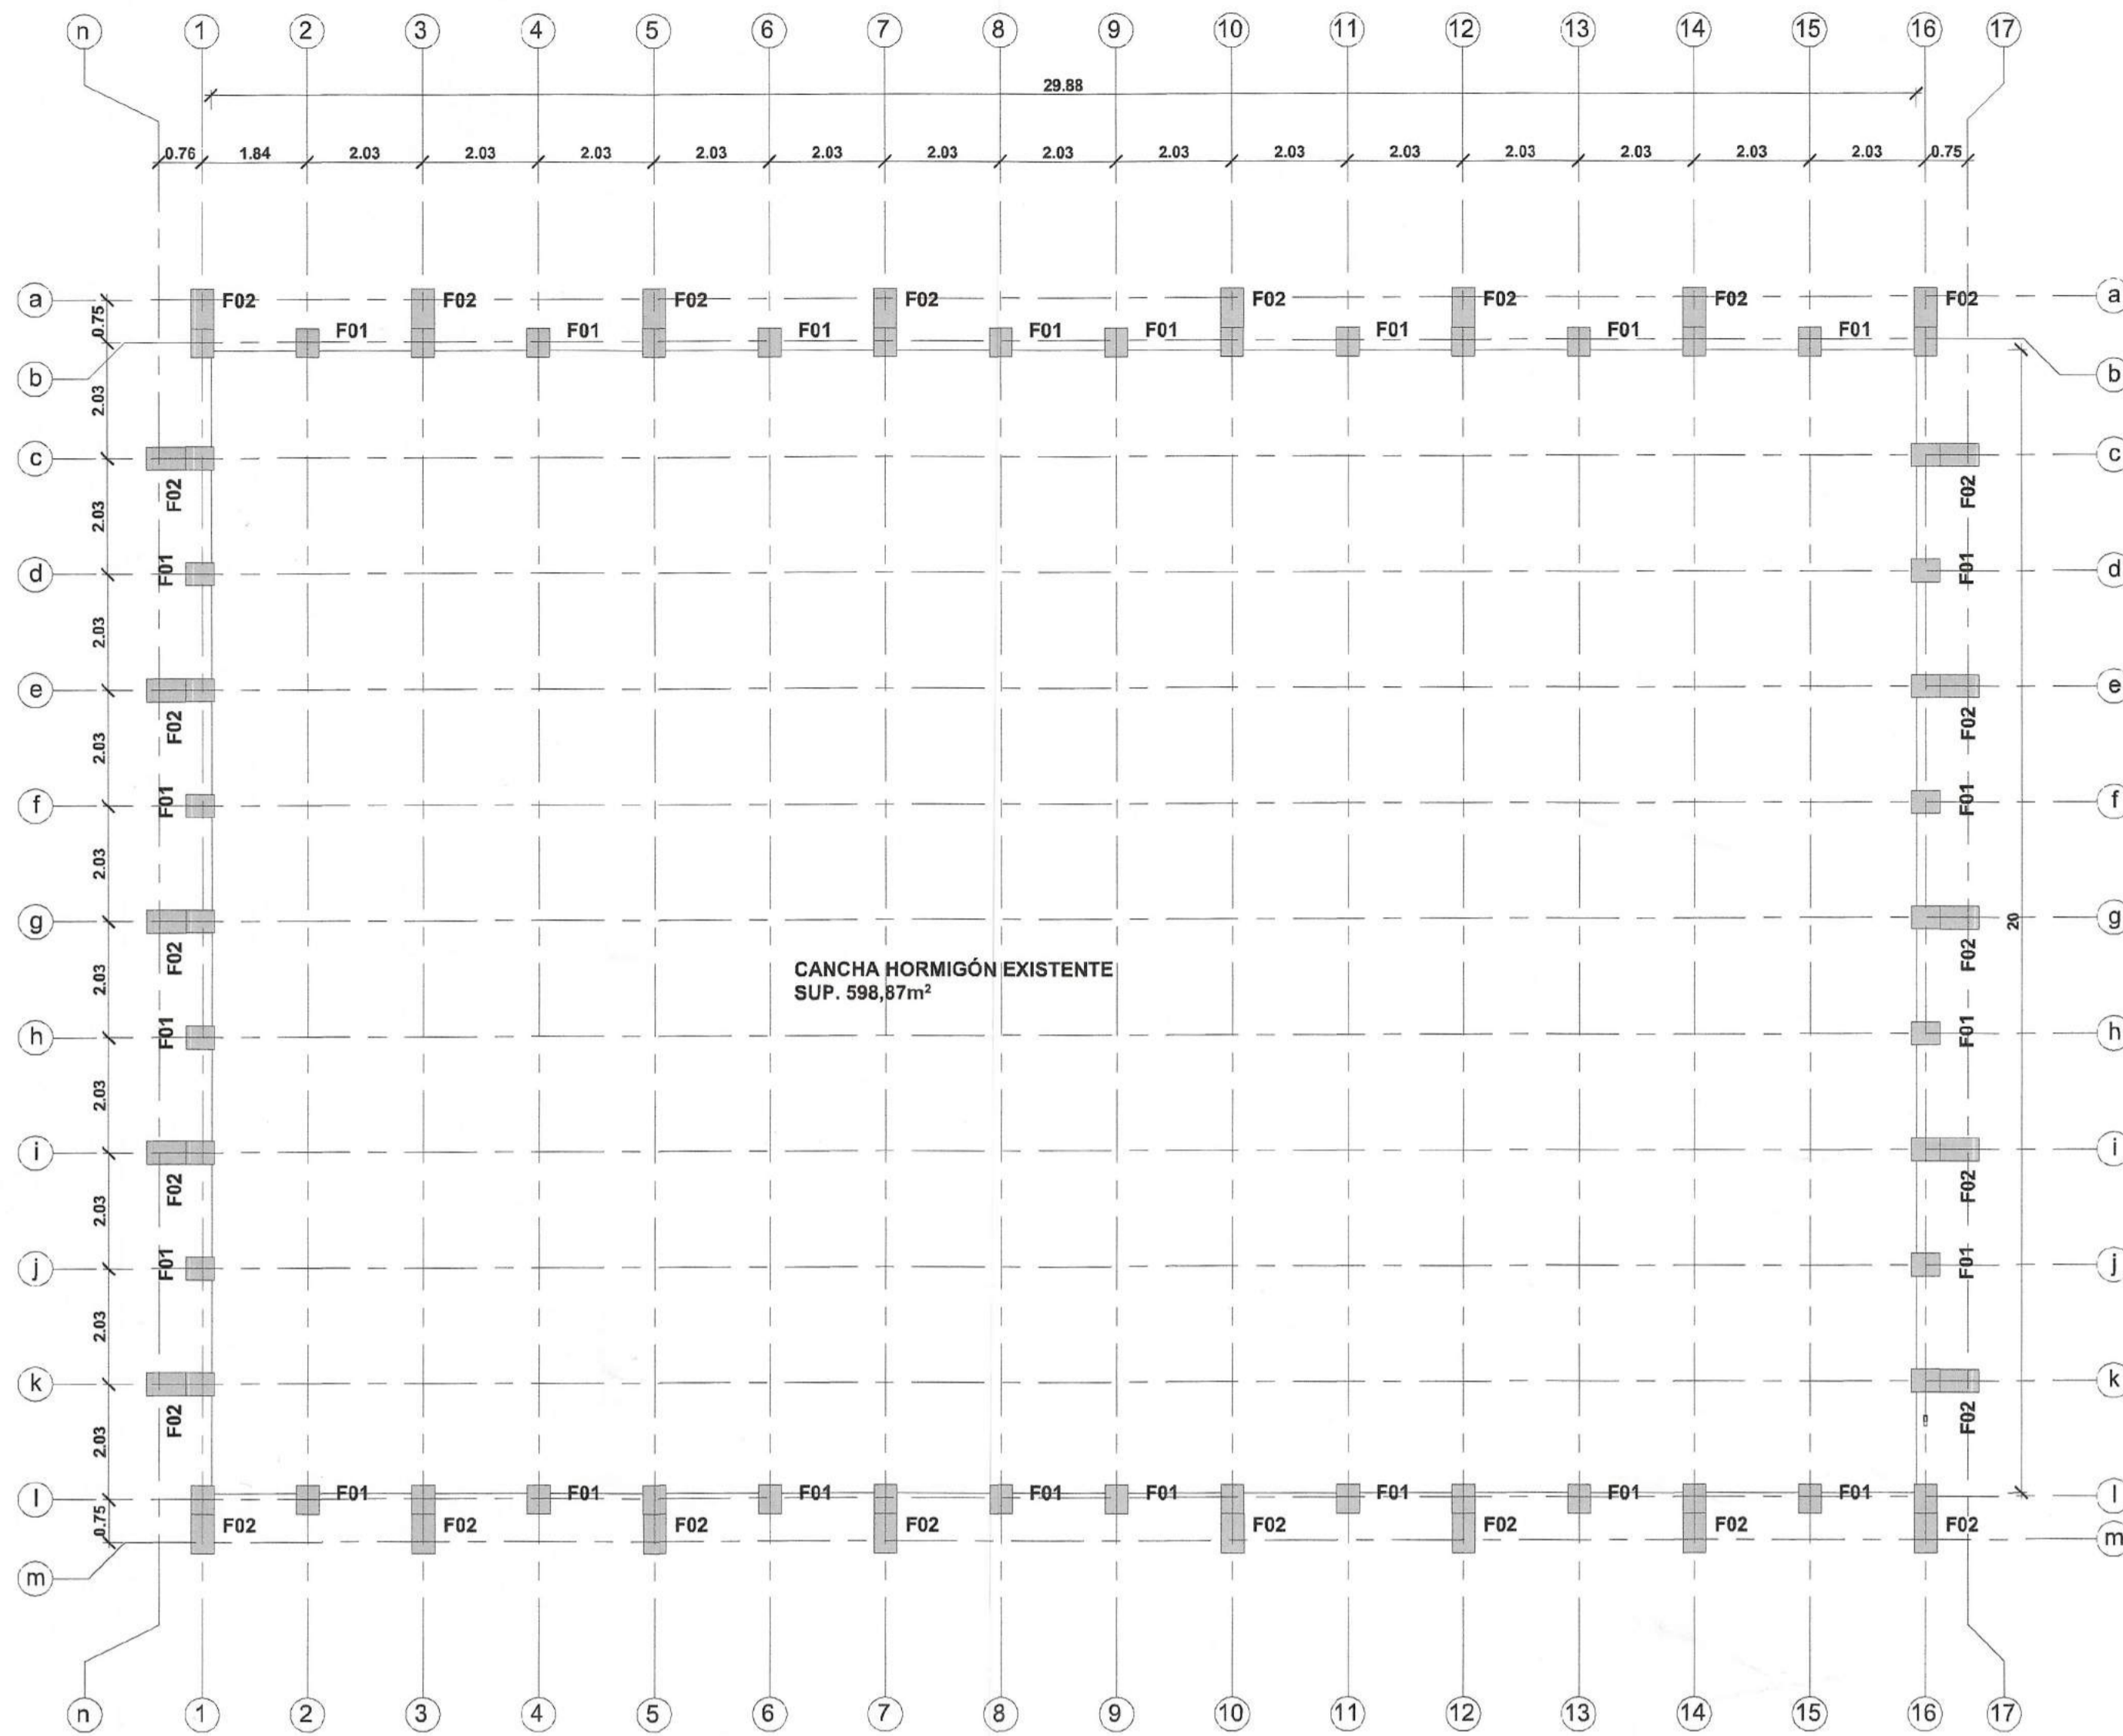 n 1 2 3 4 5 6 7 8 9 10 11 12 13 14 15 16 17
29.88
0.76 1.84 2.03 2.03 2.03 2.03 2.03 2.03 2.03 2.03 2.03 2.03 2.03 2.03 2.03 2.03 0.75
a F02 F02 F02 F02 F02 F02 F02 F02 a
0.75
F01 F01 F01 F01 F01 F01 F01 F01
b b
2.03
c c
F02 F02
2.03
d F01 F01 d
2.03
e e
F02 F02
2.03
f F01 F01 f
2.03
g 20 g
F02 F02
CANCHA HORMIGÓN EXISTENTE
SUP. 598,87m²
2.03
h F01 F01 h
2.03
i i
F02 F02
2.03
j F01 F01 j
2.03
k k
F02 F02
2.03
l F01 F01 F01 F01 F01 F01 F01 F01 l
0.75
F02 F02 F02 F02 F02 F02 F02 F02
m m
n 1 2 3 4 5 6 7 8 9 10 11 12 13 14 15 16 17